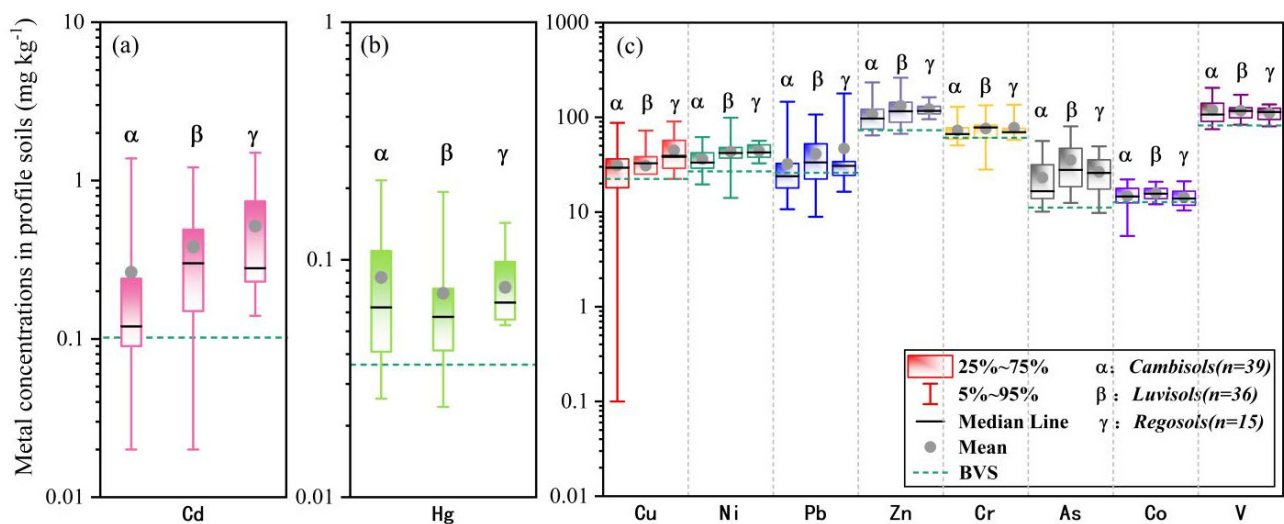 Metal concentrations in profile soils (mg kg⁻¹)
(a)
10
1
0.1
0.01
α
β
γ
Cd
(b)
1
0.1
0.01
α
β
γ
Hg
(c)
1000
100
10
1
0.1
0.01
α β γ
α β γ
α β γ
α β γ
α β γ
α β γ
α β γ
α β γ
25%~75%
5%~95%
Median Line
Mean
BVS
α: Cambisols(n=39)
β : Luvisols(n=36)
γ : Regosois(n=15)
Cu Ni Pb Zn Cr As Co V